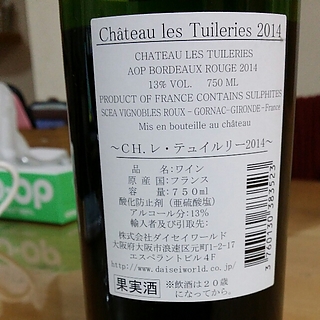 Château les Tuileries 2014
CHATEAU LES TUILERIES
AOP BORDEAUX ROUGE 2014
13% VOL. 750 ML.
PRODUCT OF FRANCE CONTAINS SULPHITES
SCEA VIGNOBLES ROUX – GORNAC-GIRONDE-France
Mis en bouteille au château
～CH.レ・テュイルリー2014～
品名:ワイン
原産国:フランス
容量:750ml
酸化防止剤（亜硫酸塩）
アルコール分:13%
輸入者及び引取先:
株式会社ダイセイワールド
大阪府大阪市浪速区元町1-2-17
エスペラントビル4F
http://www.daiseiworld.co.jp/
果実酒
※飲酒は20歳
になってから。
3760130383523
op